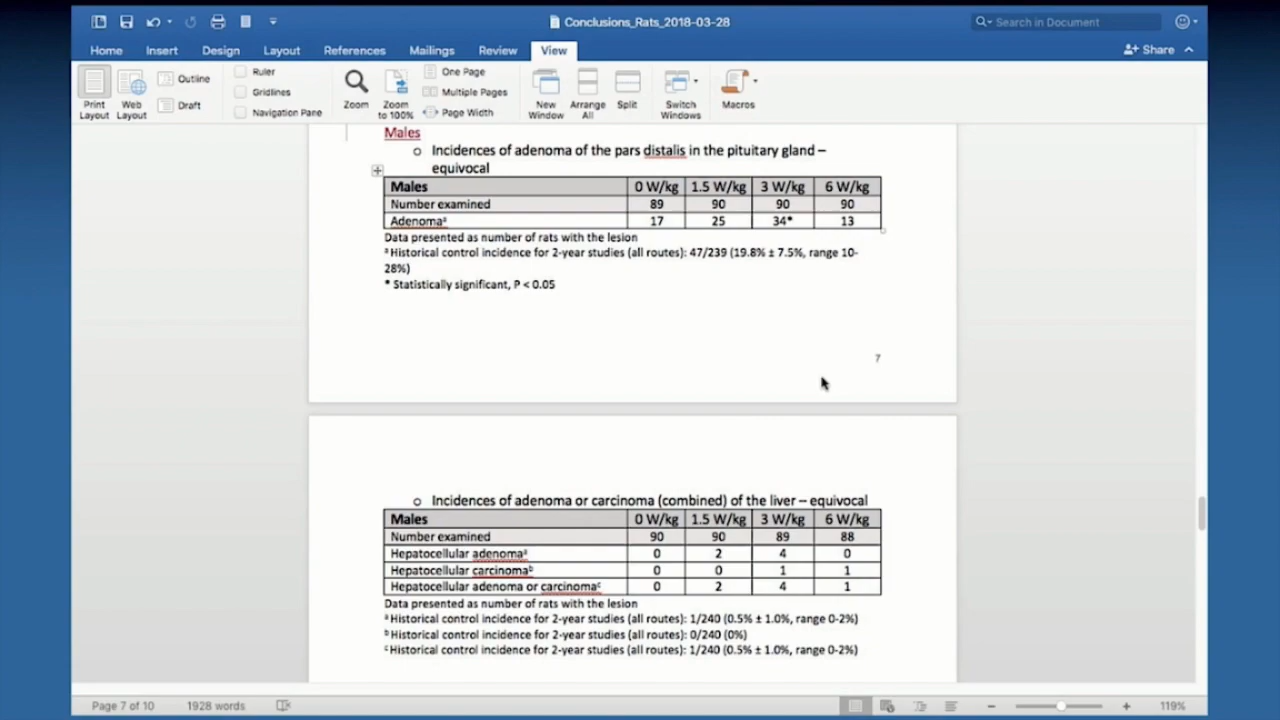 Conclusions_Rats_2018-03-28
Search in Document
Home Insert Design Layout References Mailings Review View Share
Print Layout
Web Layout
Outline
Draft
Ruler
Gridlines
Navigation Pane
Zoom
Zoom to 100%
One Page
Multiple Pages
Page Width
New Window
Arrange All
Split
Switch Windows
Macros
Males
o Incidences of adenoma of the pars distalis in the pituitary gland –
equivocal
Males 0 W/kg 1.5 W/kg 3 W/kg 6 W/kg
Number examined 89 90 90 90
Adenomaᵃ 17 25 34* 13
Data presented as number of rats with the lesion
ᵃ Historical control incidence for 2-year studies (all routes): 47/239 (19.8% ± 7.5%, range 10-
28%)
* Statistically significant, P < 0.05
7
o Incidences of adenoma or carcinoma (combined) of the liver – equivocal
Males 0 W/kg 1.5 W/kg 3 W/kg 6 W/kg
Number examined 90 90 89 88
Hepatocellular adenomaᵃ 0 2 4 0
Hepatocellular carcinomaᵇ 0 0 1 1
Hepatocellular adenoma or carcinomaᶜ 0 2 4 1
Data presented as number of rats with the lesion
ᵃ Historical control incidence for 2-year studies (all routes): 1/240 (0.5% ± 1.0%, range 0-2%)
ᵇ Historical control incidence for 2-year studies (all routes): 0/240 (0%)
ᶜ Historical control incidence for 2-year studies (all routes): 1/240 (0.5% ± 1.0%, range 0-2%)
Page 7 of 10 1928 words 119%